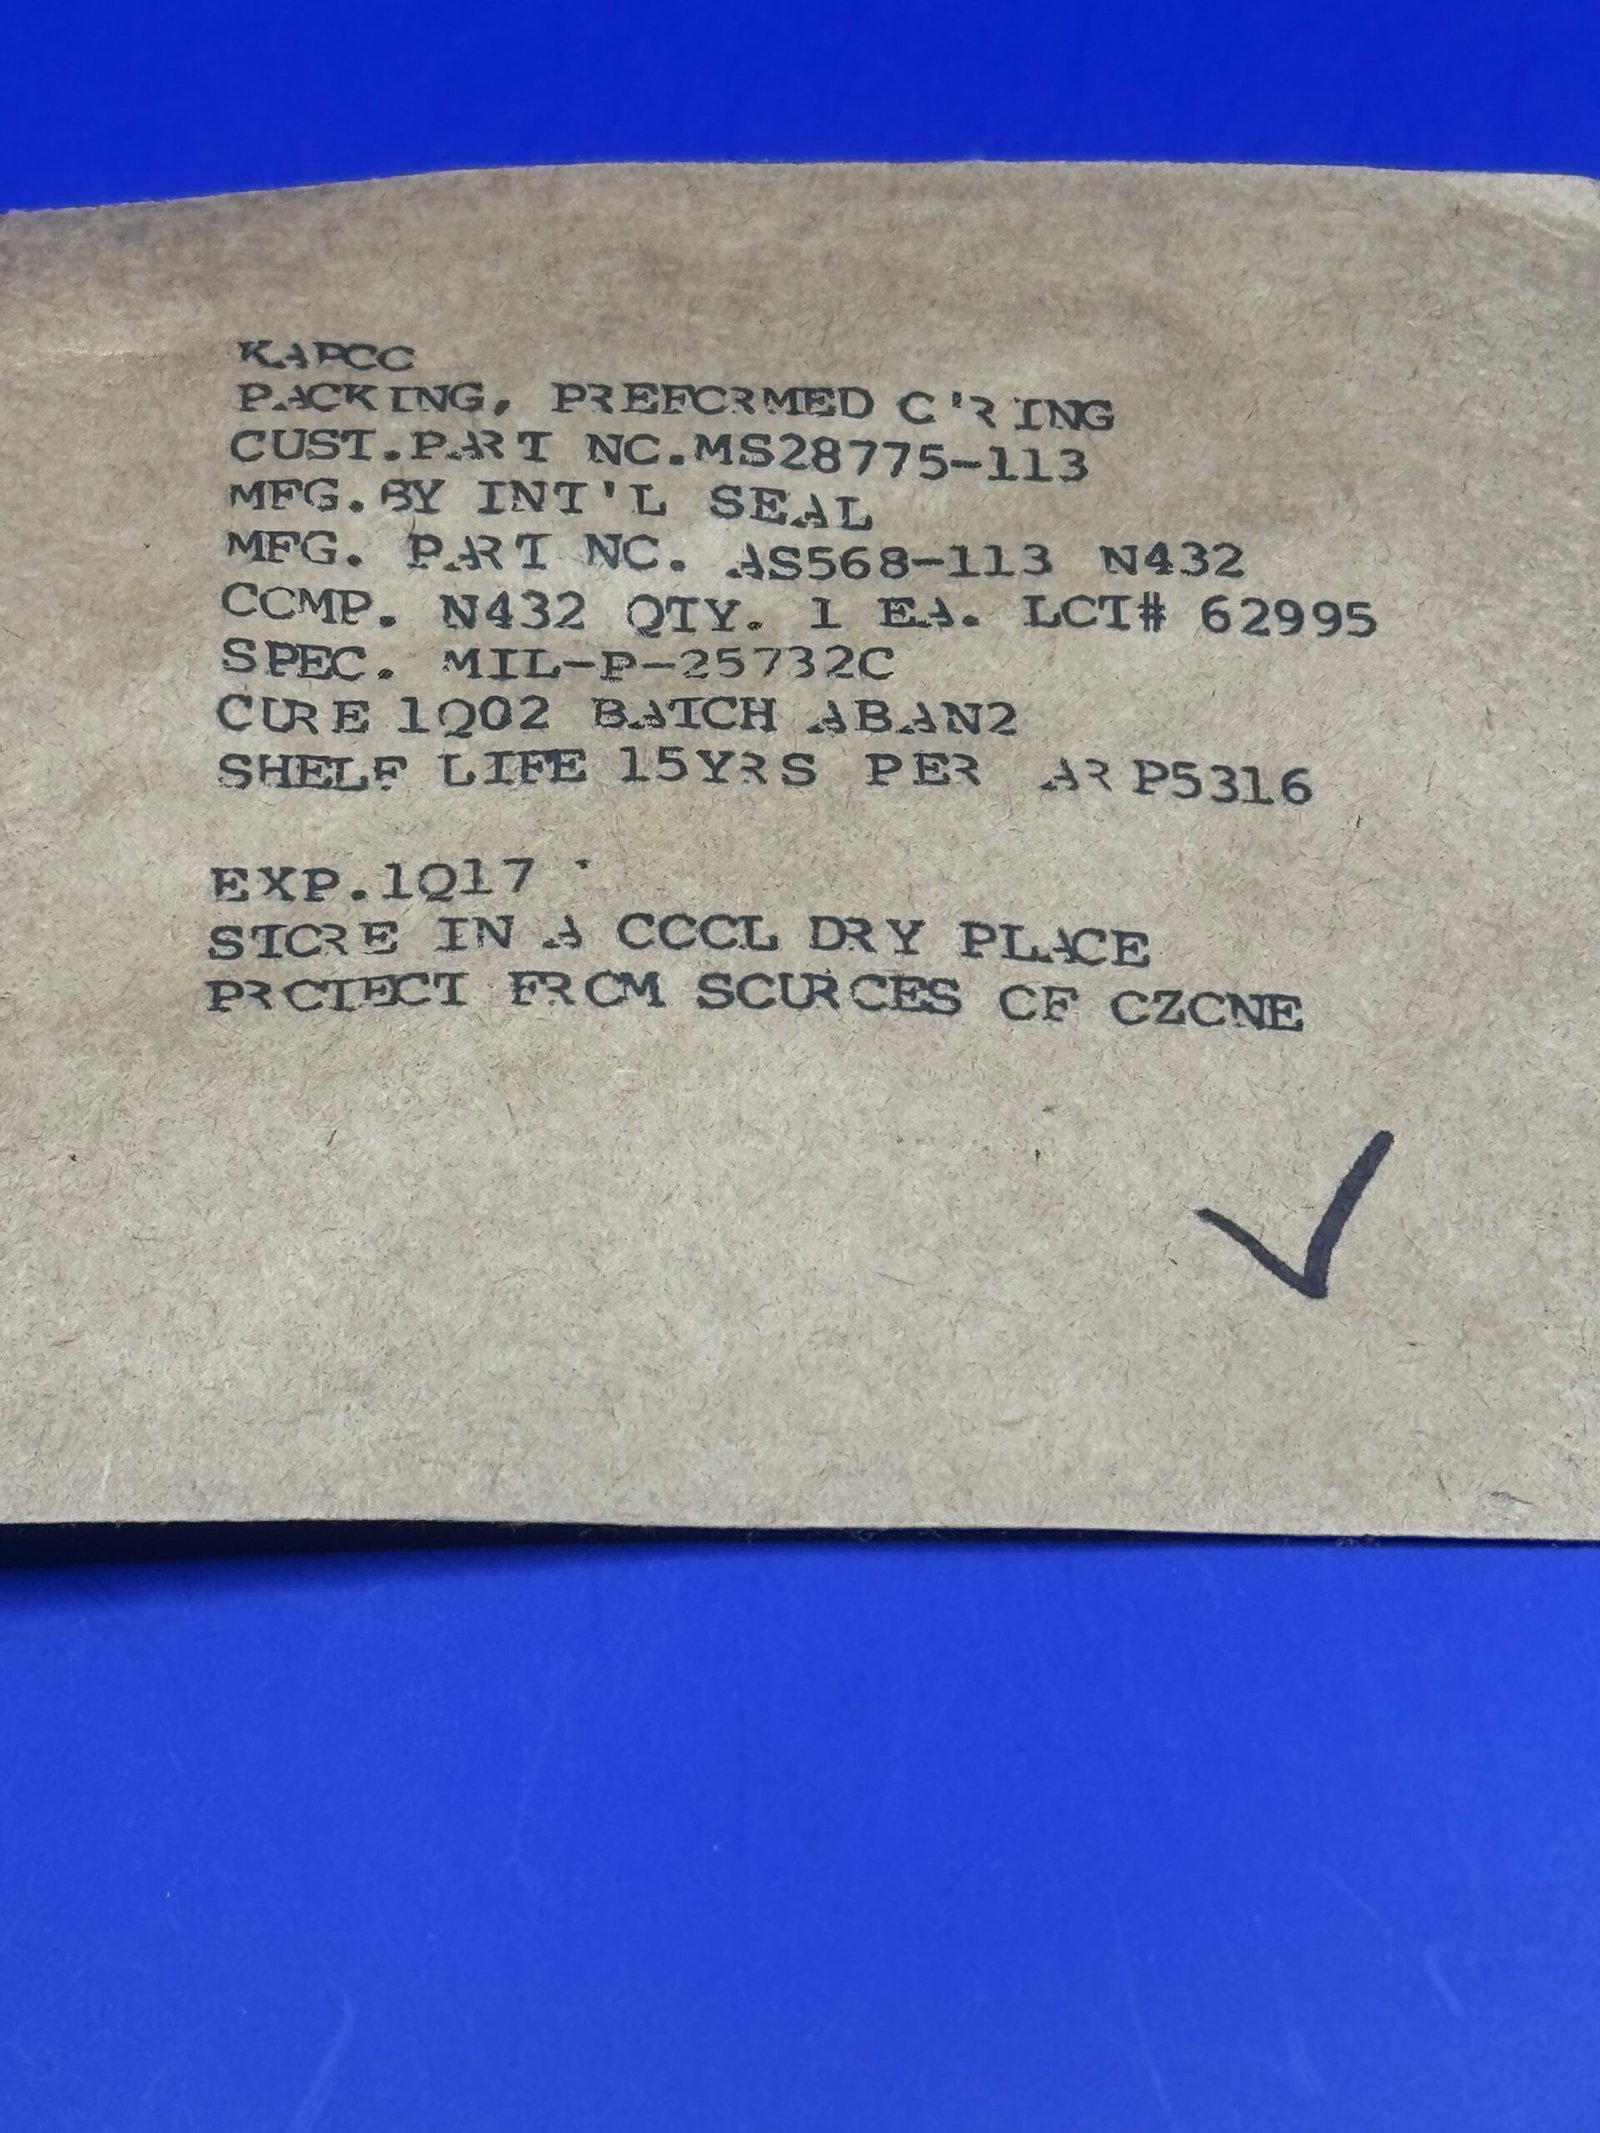 KAPCO
PACKING, PREFORMED O'RING
CUST.PART NO.MS28775-113
MFG.BY INT'L SEAL
MFG. PART NO. AS568-113 N432
COMP. N432 QTY. 1 EA. LOT# 62995
SPEC. MIL-P-25732C
CURE 1Q02 BATCH ABAN2
SHELF LIFE 15YRS PER ARP5316
EXP.1Q17
STORE IN A COOL DRY PLACE
PROTECT FROM SOURCES OF OZONE